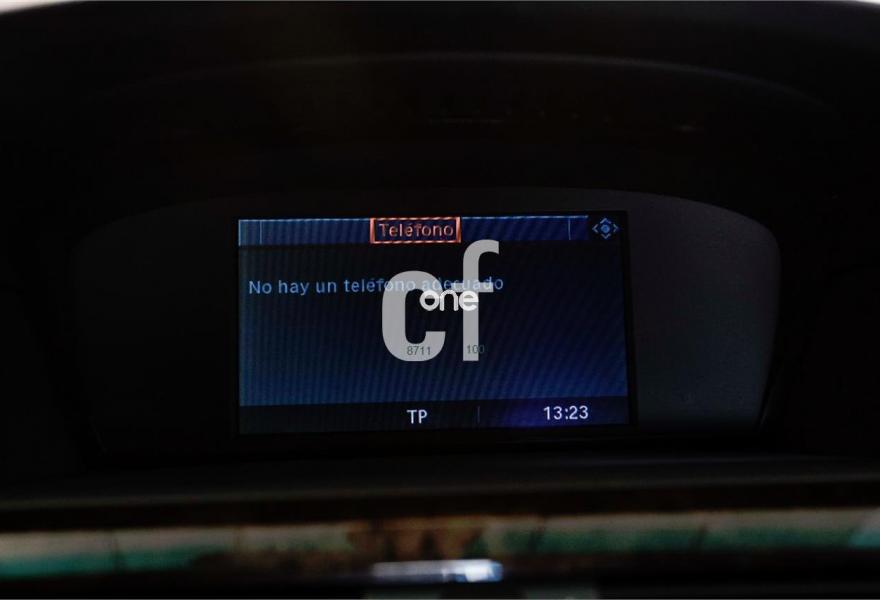 Teléfono
No hay un teléfono adecuado
cf
one
8711 100
TP 13:23